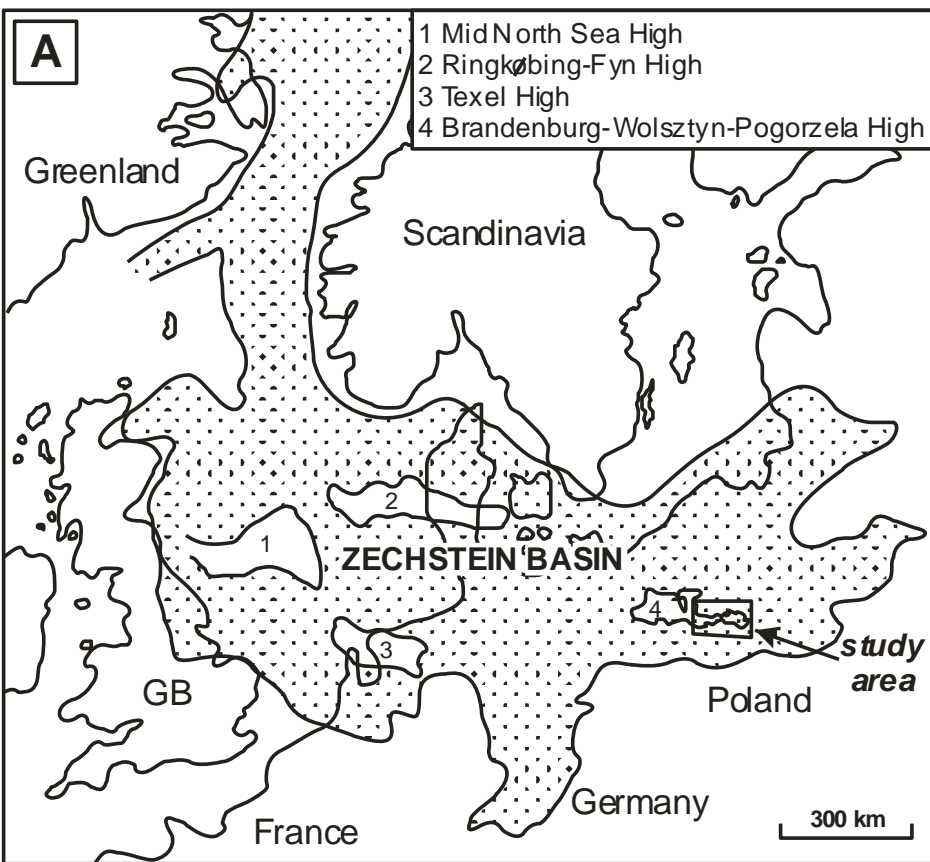 A
1 Mid North Sea High
2 Ringkøbing-Fyn High
3 Texel High
4 Brandenburg-Wolsztyn-Pogorzela High
Greenland
Scandinavia
2
1
ZECHSTEIN BASIN
4
3
study
area
GB
Poland
Germany
France
300 km